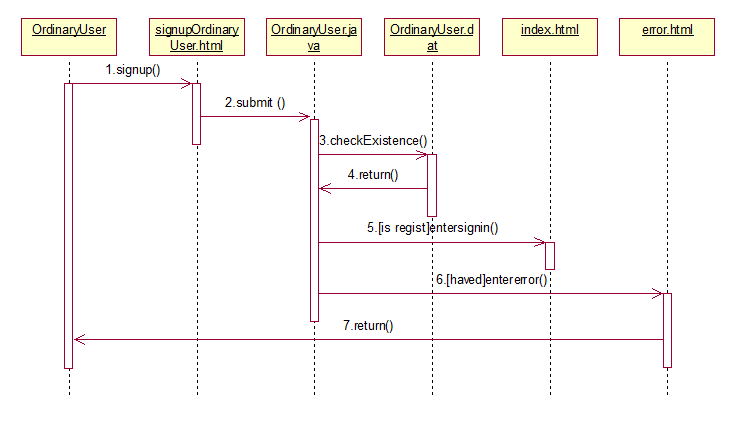 OrdinaryUser
signupOrdinary
User.html
OrdinaryUser.ja
va
OrdinaryUser.d
at
index.html
error.html
1.signup()
2.submit ()
3.checkExistence()
4.return()
5.[is regist]entersignin()
6.[haved]entererror()
7.return()